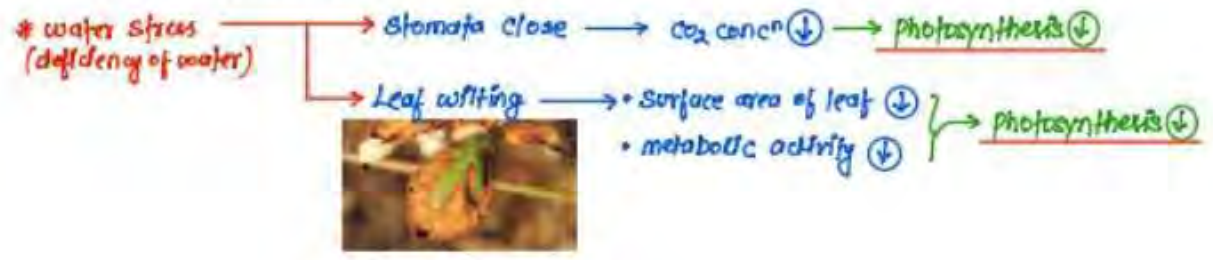 * water stress → Stomata close → CO₂ concⁿ ↓ → Photosynthesis ↓
(deficiency of water)
→ Leaf wilting → • Surface area of leaf ↓
• metabolic activity ↓
→ Photosynthesis ↓